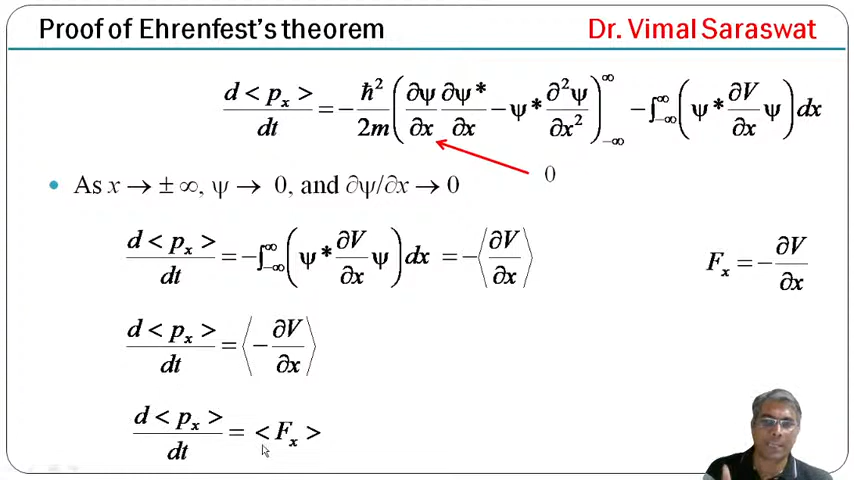 Proof of Ehrenfest's theorem Dr. Vimal Saraswat
d < pₓ > / dt = − ħ² / 2m ( ∂ψ/∂x ∂ψ*/∂x − ψ* ∂²ψ/∂x² )_{−∞}^{∞} − ∫_{−∞}^{∞} ( ψ* ∂V/∂x ψ ) dx
0
• As x → ± ∞, ψ → 0, and ∂ψ/∂x → 0
d < pₓ > / dt = − ∫_{−∞}^{∞} ( ψ* ∂V/∂x ψ ) dx = − ⟨ ∂V/∂x ⟩ Fₓ = − ∂V/∂x
d < pₓ > / dt = ⟨ − ∂V/∂x ⟩
d < pₓ > / dt = < Fₓ >